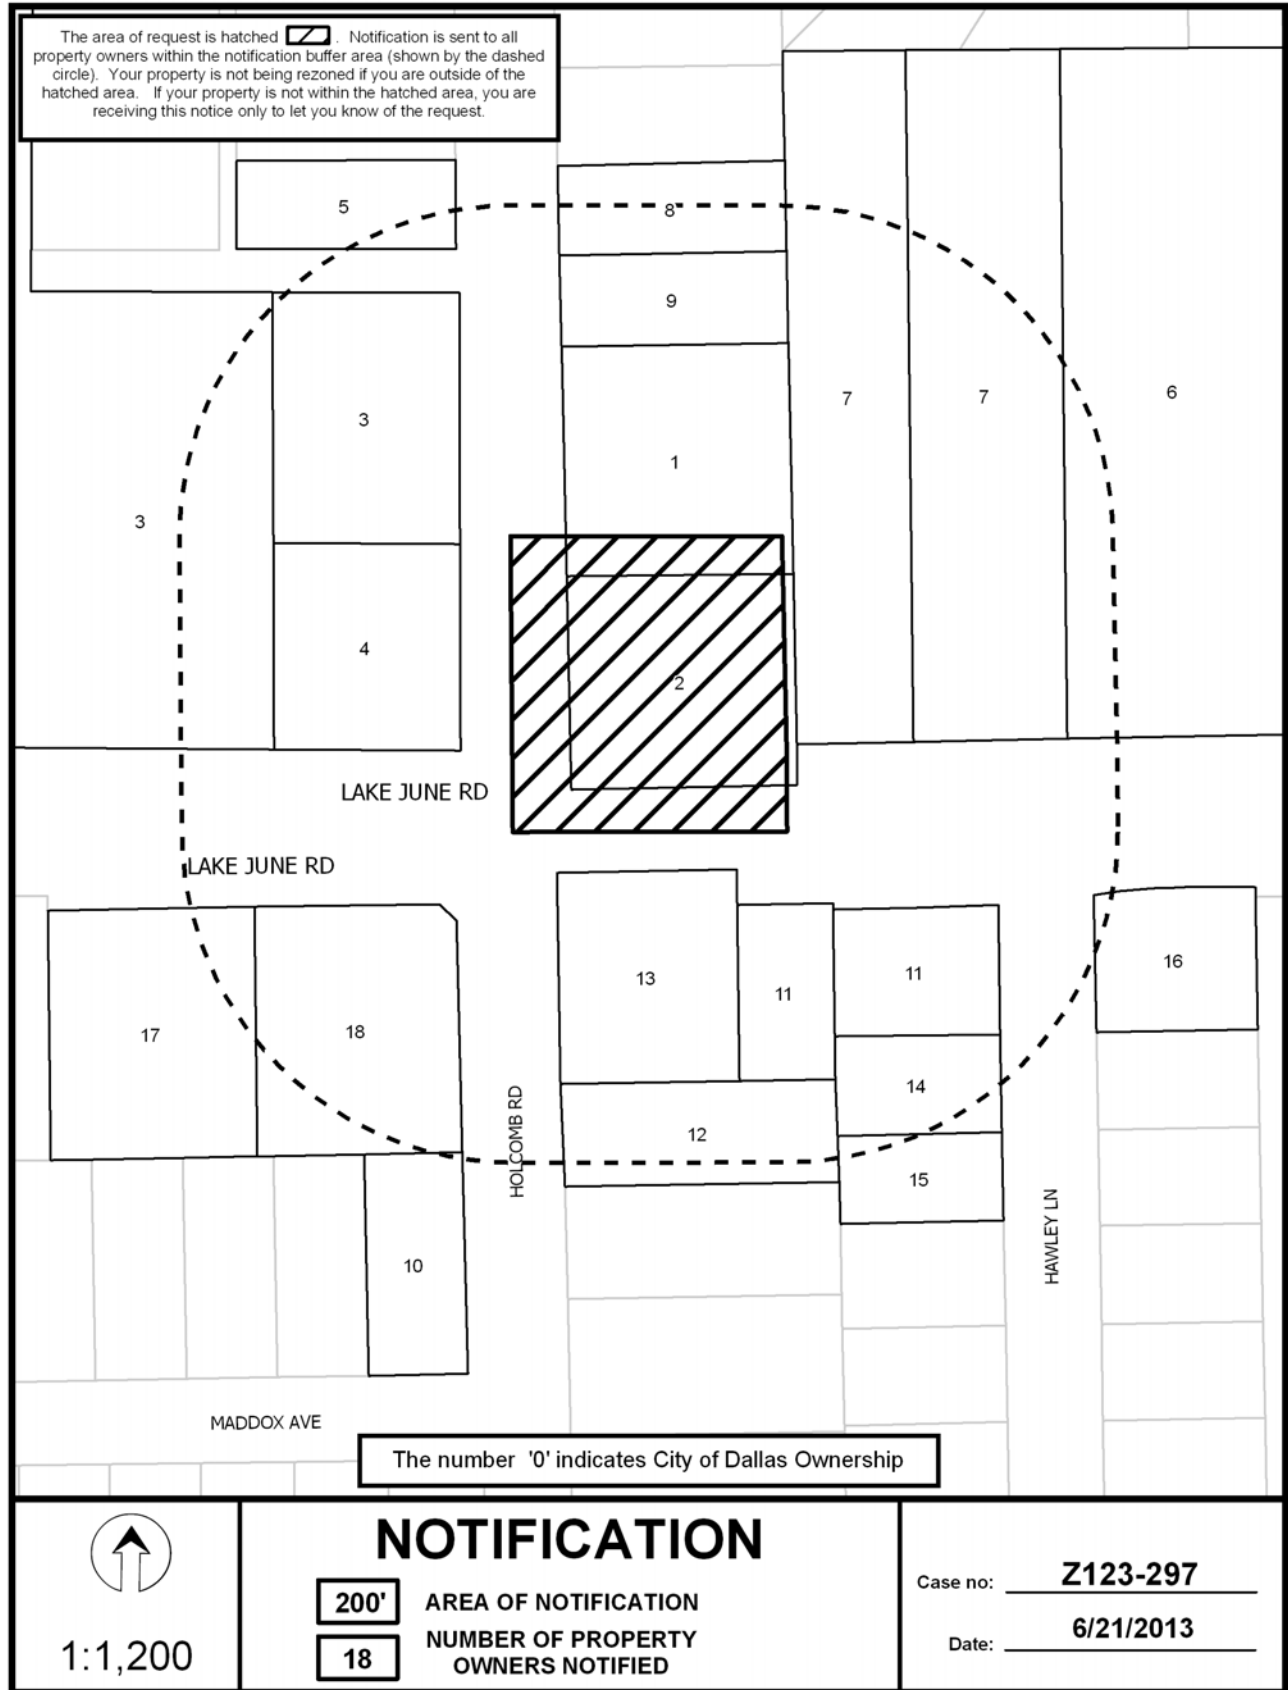 The area of request is hatched . Notification is sent to all
property owners within the notification buffer area (shown by the dashed
circle). Your property is not being rezoned if you are outside of the
hatched area. If your property is not within the hatched area, you are
receiving this notice only to let you know of the request.
5
8
9
3
7
7
6
1
3
4
2
LAKE JUNE RD
LAKE JUNE RD
13
11
11
16
17
18
14
12
15
10
HOLCOMB RD
HAWLEY LN
MADDOX AVE
The number '0' indicates City of Dallas Ownership
1:1,200
NOTIFICATION
200' AREA OF NOTIFICATION
18 NUMBER OF PROPERTY
OWNERS NOTIFIED
Case no: Z123-297
Date: 6/21/2013